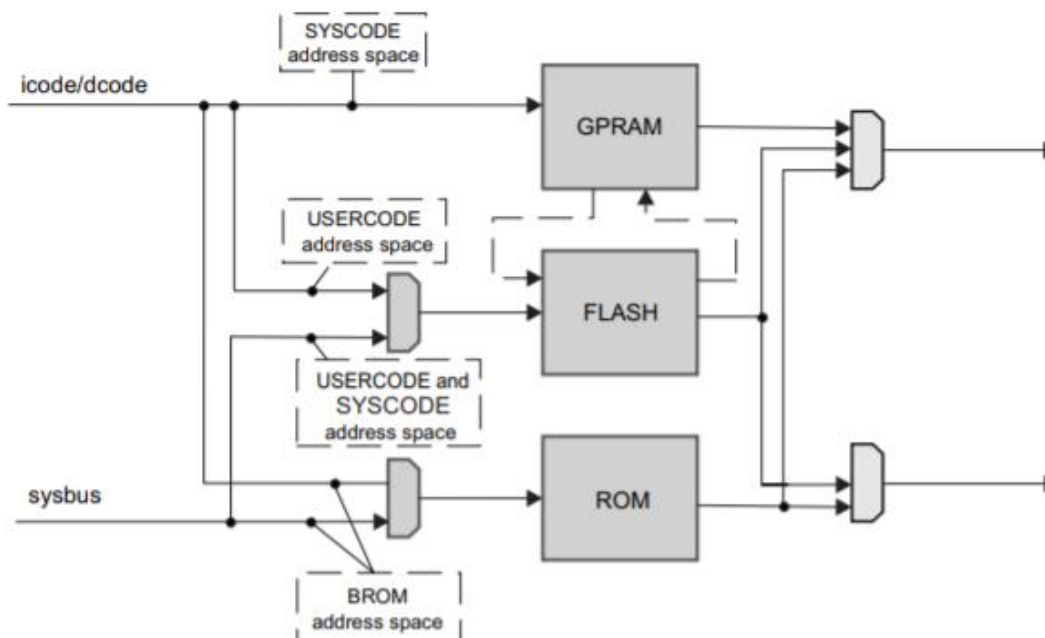 SYSCODE
address space
icode/dcode
GPRAM
USERCODE
address space
FLASH
USERCODE and
SYSCODE
address space
sysbus
ROM
BROM
address space